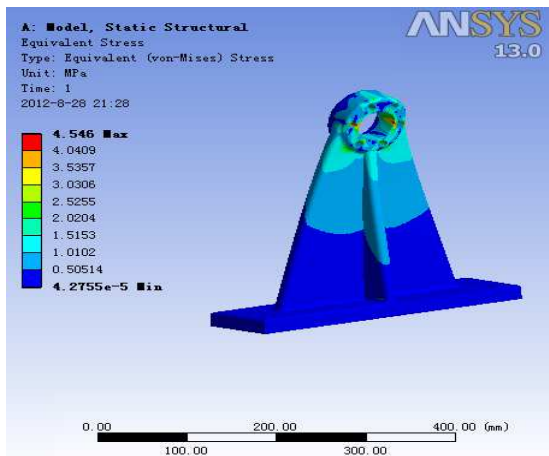 A: Model, Static Structural
Equivalent Stress
Type: Equivalent (von-Mises) Stress
Unit: MPa
Time: 1
2012-8-28 21:28
ANSYS
13.0
4.546 Max
4.0409
3.5357
3.0306
2.5255
2.0204
1.5153
1.0102
0.50514
4.2755e-5 Min
0.00 200.00 400.00 (mm)
100.00 300.00